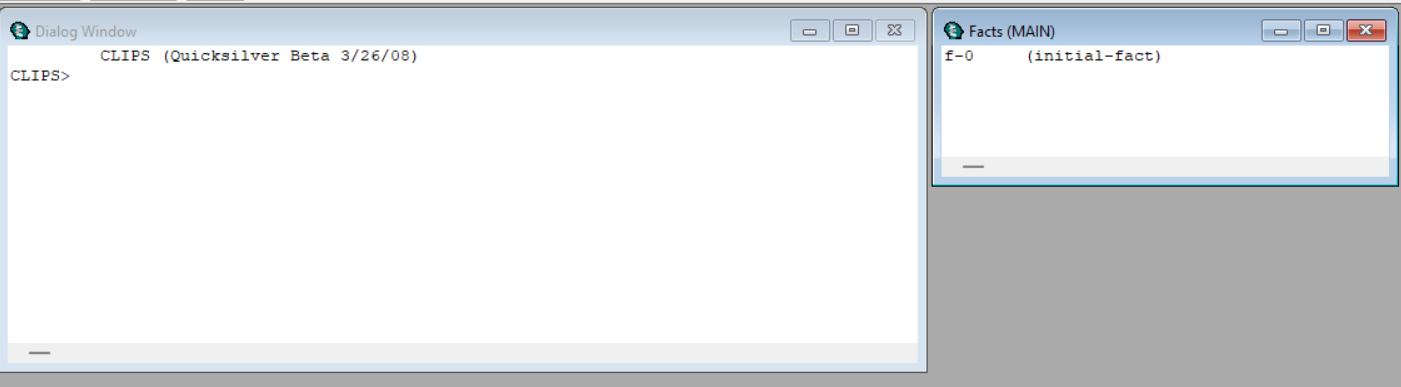 Dialog Window
CLIPS (Quicksilver Beta 3/26/08)
CLIPS>
Facts (MAIN)
f-0 (initial-fact)